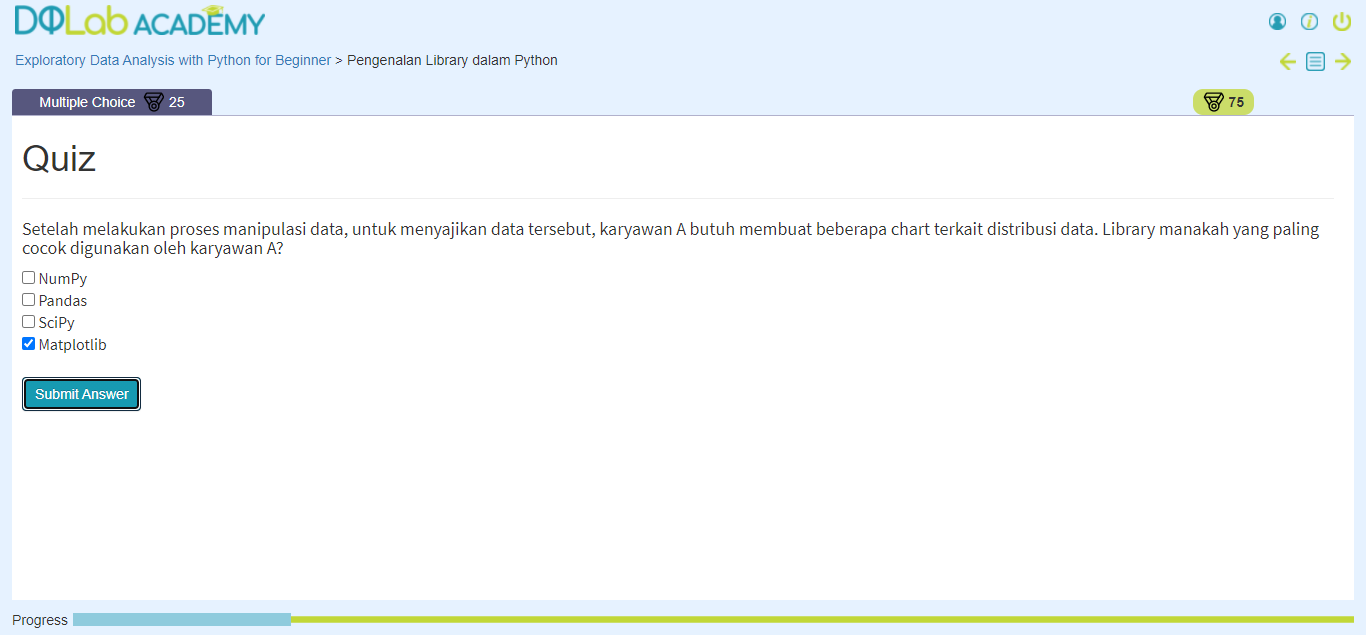 DQLab ACADEMY
Exploratory Data Analysis with Python for Beginner > Pengenalan Library dalam Python
Multiple Choice 25
75
Quiz
Setelah melakukan proses manipulasi data, untuk menyajikan data tersebut, karyawan A butuh membuat beberapa chart terkait distribusi data. Library manakah yang paling
cocok digunakan oleh karyawan A?
NumPy
Pandas
SciPy
Matplotlib
Submit Answer
Progress